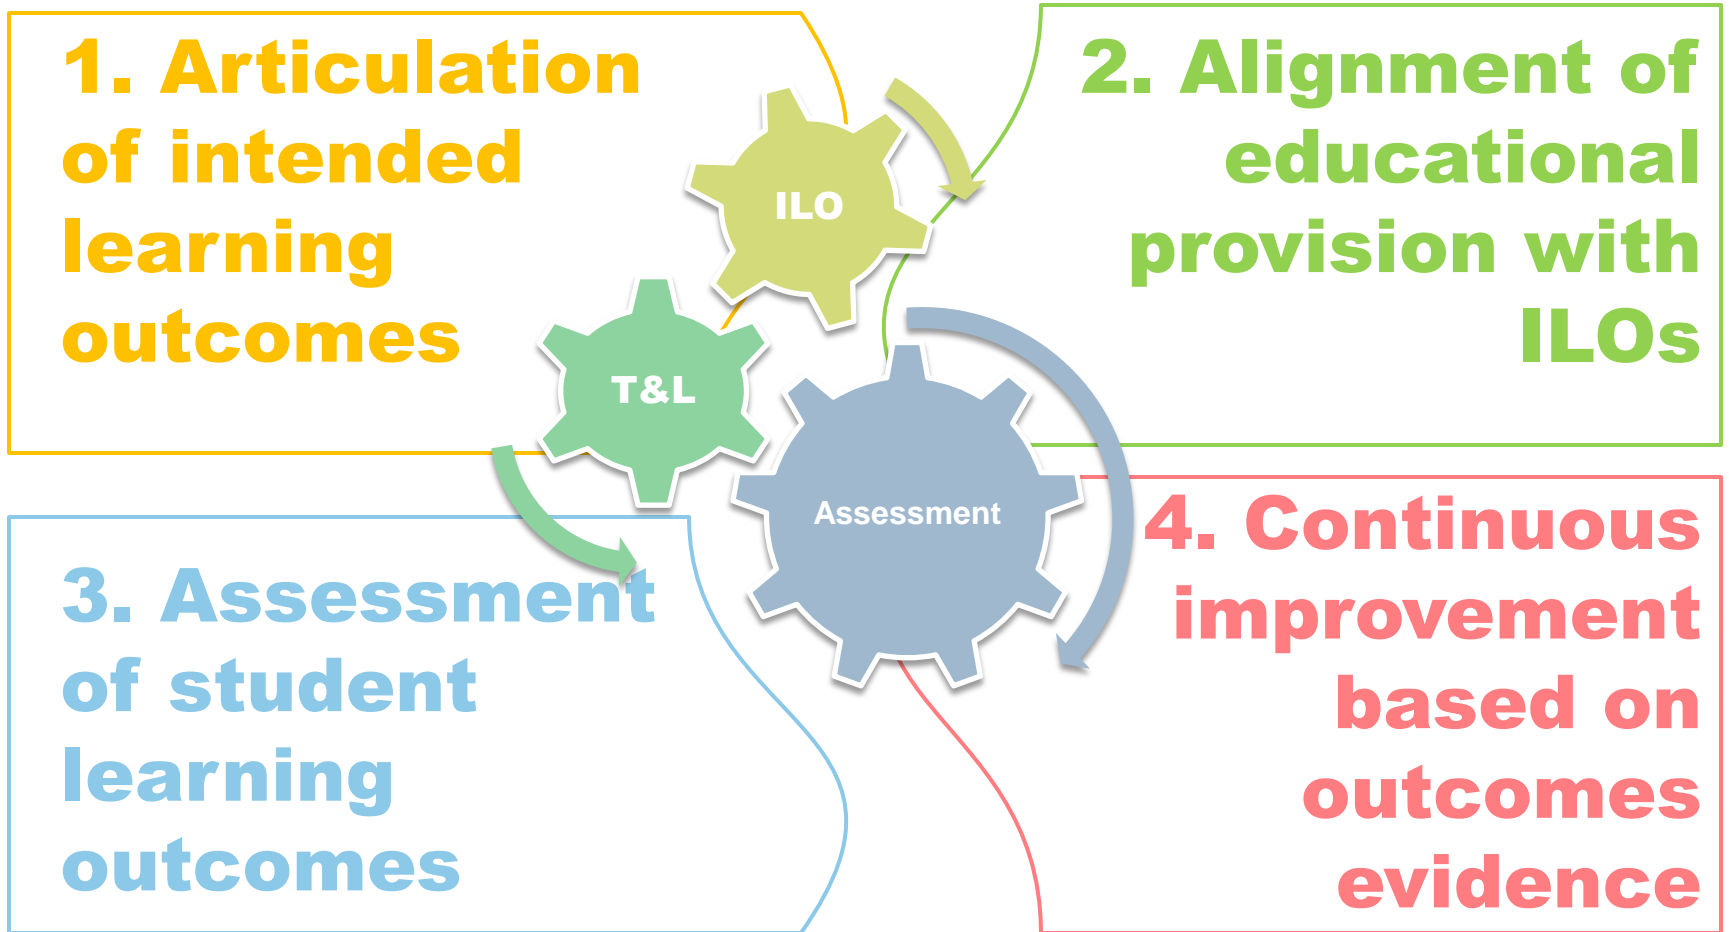 1. Articulation
of intended
learning
outcomes
2. Alignment of
educational
provision with
ILOs
ILO
T&L
Assessment
3. Assessment
of student
learning
outcomes
4. Continuous
improvement
based on
outcomes
evidence